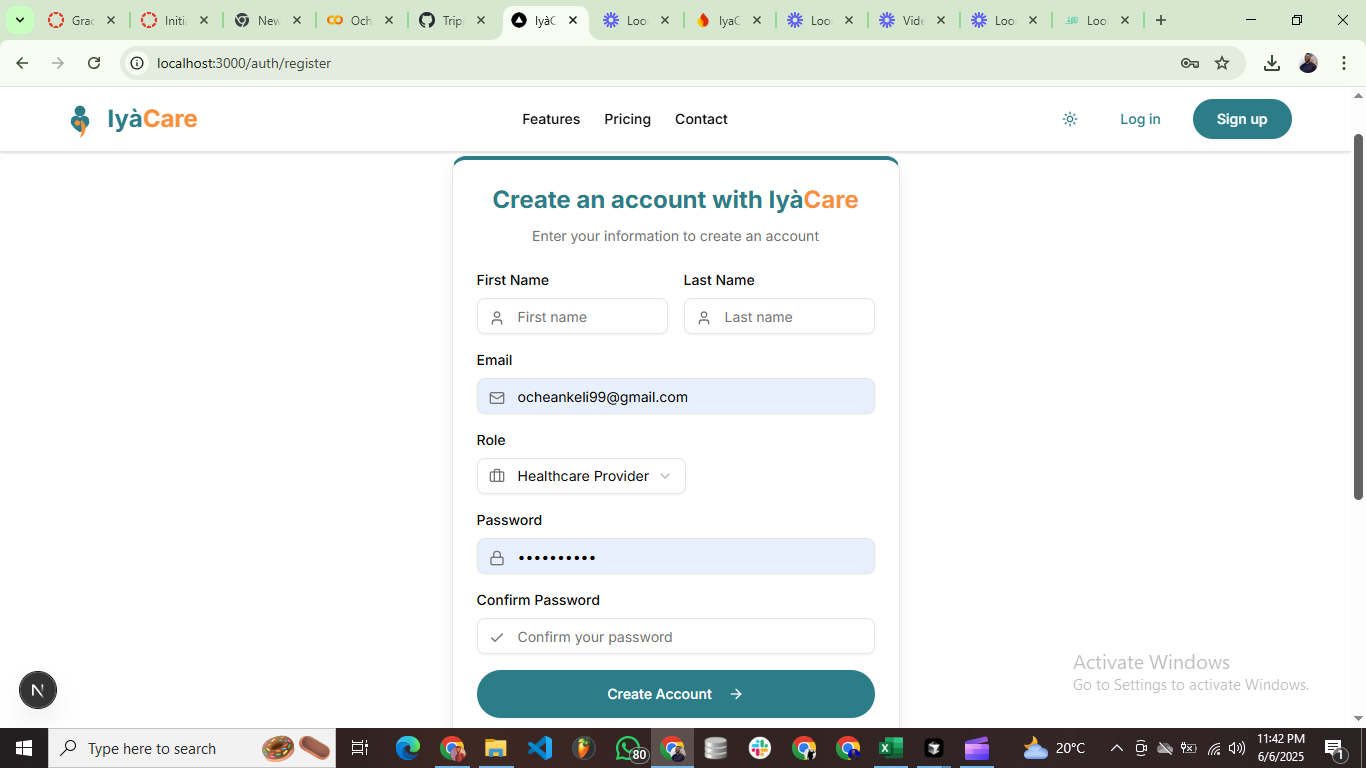 Grac
Initia
New
Och
Trip
IyàC
Loo
IyaC
Loo
Vide
Loo
Loo
localhost:3000/auth/register
IyàCare
Features
Pricing
Contact
Log in
Sign up
Create an account with IyàCare
Enter your information to create an account
First Name
Last Name
First name
Last name
Email
ocheankeli99@gmail.com
Role
Healthcare Provider
Password
••••••••••
Confirm Password
Confirm your password
Create Account
N
Activate Windows
Go to Settings to activate Windows.
Type here to search
80
20°C
11:42 PM
6/6/2025
1